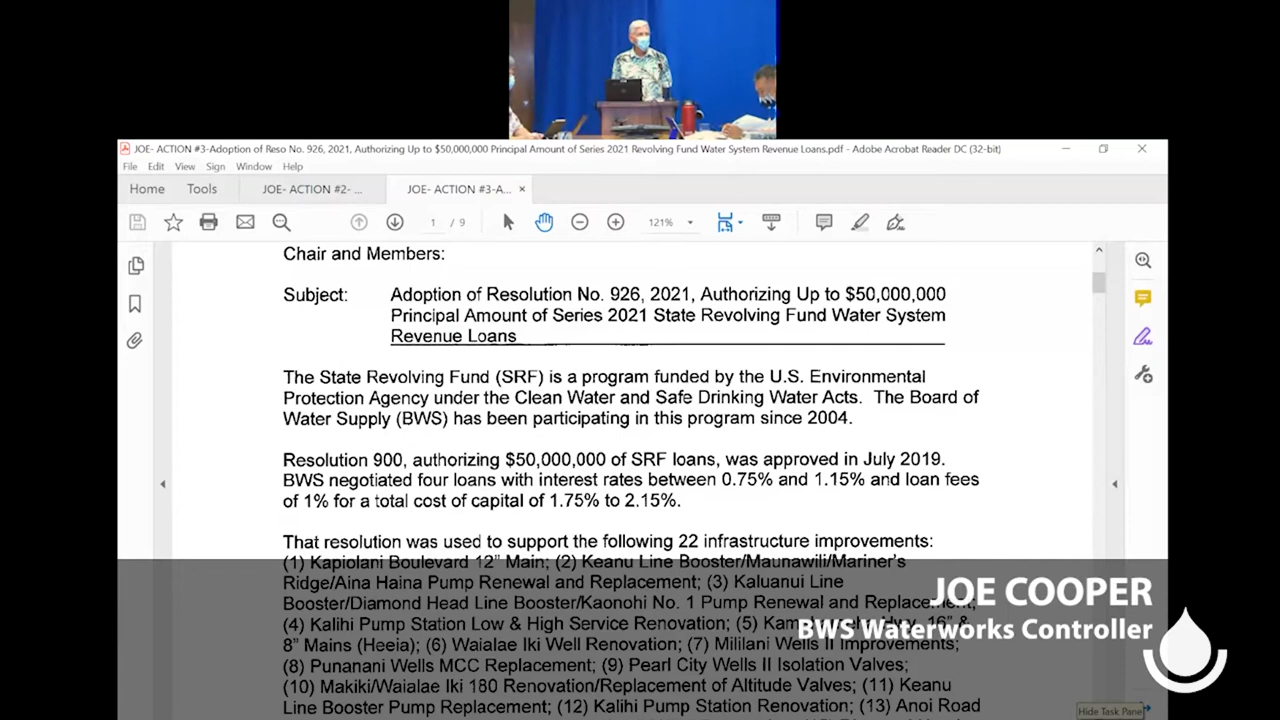 JOE- ACTION #3-Adoption of Reso No. 926, 2021, Authorizing Up to $50,000,000 Principal Amount of Series 2021 Revolving Fund Water System Revenue Loans.pdf - Adobe Acrobat Reader DC (32-bit)
File Edit View Sign Window Help
Home Tools JOE- ACTION #2- ... JOE- ACTION #3-A... ×
1 / 9 121%
Chair and Members:
Subject: Adoption of Resolution No. 926, 2021, Authorizing Up to $50,000,000
Principal Amount of Series 2021 State Revolving Fund Water System
Revenue Loans
The State Revolving Fund (SRF) is a program funded by the U.S. Environmental
Protection Agency under the Clean Water and Safe Drinking Water Acts. The Board of
Water Supply (BWS) has been participating in this program since 2004.
Resolution 900, authorizing $50,000,000 of SRF loans, was approved in July 2019.
BWS negotiated four loans with interest rates between 0.75% and 1.15% and loan fees
of 1% for a total cost of capital of 1.75% to 2.15%.
That resolution was used to support the following 22 infrastructure improvements:
(1) Kapiolani Boulevard 12" Main; (2) Keanu Line Booster/Maunawili/Mariner's
Ridge/Aina Haina Pump Renewal and Replacement; (3) Kaluanui Line
Booster/Diamond Head Line Booster/Kaonohi No. 1 Pump Renewal and Replacement;
(4) Kalihi Pump Station Low & High Service Renovation; (5) 16" &
8" Mains (Heeia); (6) Waialae Iki Well Renovation; (7) Mililani Wells II Improvements;
(8) Punanani Wells MCC Replacement; (9) Pearl City Wells II Isolation Valves;
(10) Makiki/Waialae Iki 180 Renovation/Replacement of Altitude Valves; (11) Keanu
Line Booster Pump Replacement; (12) Kalihi Pump Station Renovation; (13) Anoi Road
JOE COOPER
BWS Waterworks Controller
Hide Task Pane